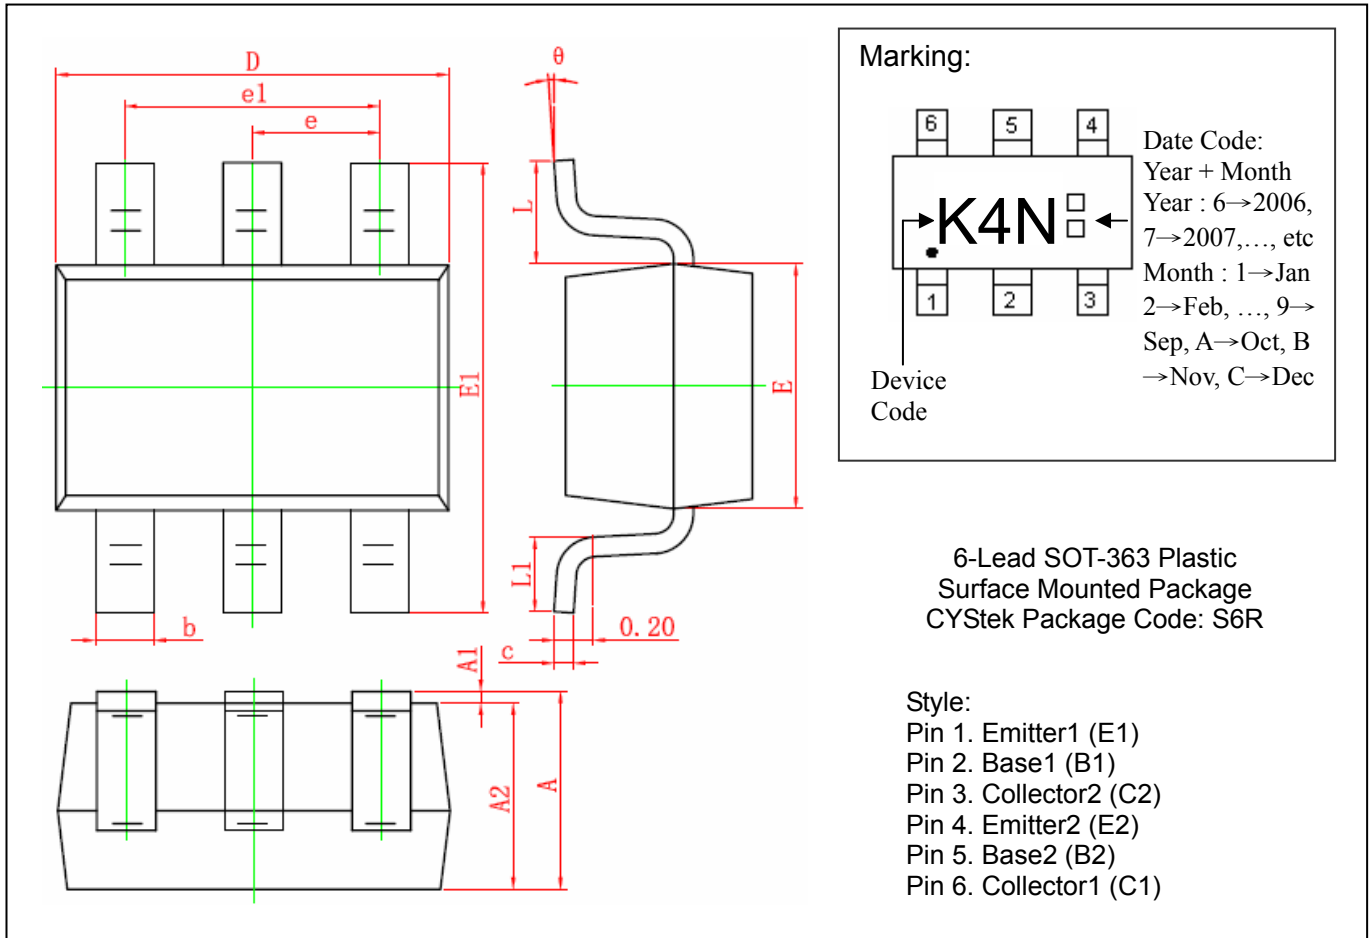 D
e1
e
E1
b
θ
L
E
L1
0.20
c
A1
A2
A
Marking:
6 5 4
K4N
1 2 3
Device
Code
Date Code:
Year + Month
Year : 6→2006,
7→2007,…, etc
Month : 1→Jan
2→Feb, …, 9→
Sep, A→Oct, B
→Nov, C→Dec
6-Lead SOT-363 Plastic
Surface Mounted Package
CYStek Package Code: S6R
Style:
Pin 1. Emitter1 (E1)
Pin 2. Base1 (B1)
Pin 3. Collector2 (C2)
Pin 4. Emitter2 (E2)
Pin 5. Base2 (B2)
Pin 6. Collector1 (C1)